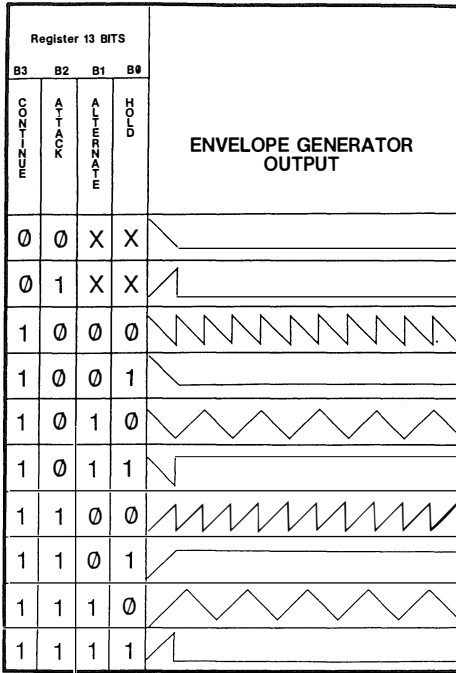 Register 13 BITS
B3 B2 B1 B0
CONTINUE
ATTACK
ALTERNATE
HOLD
ENVELOPE GENERATOR
OUTPUT
0 0 X X
0 1 X X
1 0 0 0
1 0 0 1
1 0 1 0
1 0 1 1
1 1 0 0
1 1 0 1
1 1 1 0
1 1 1 1